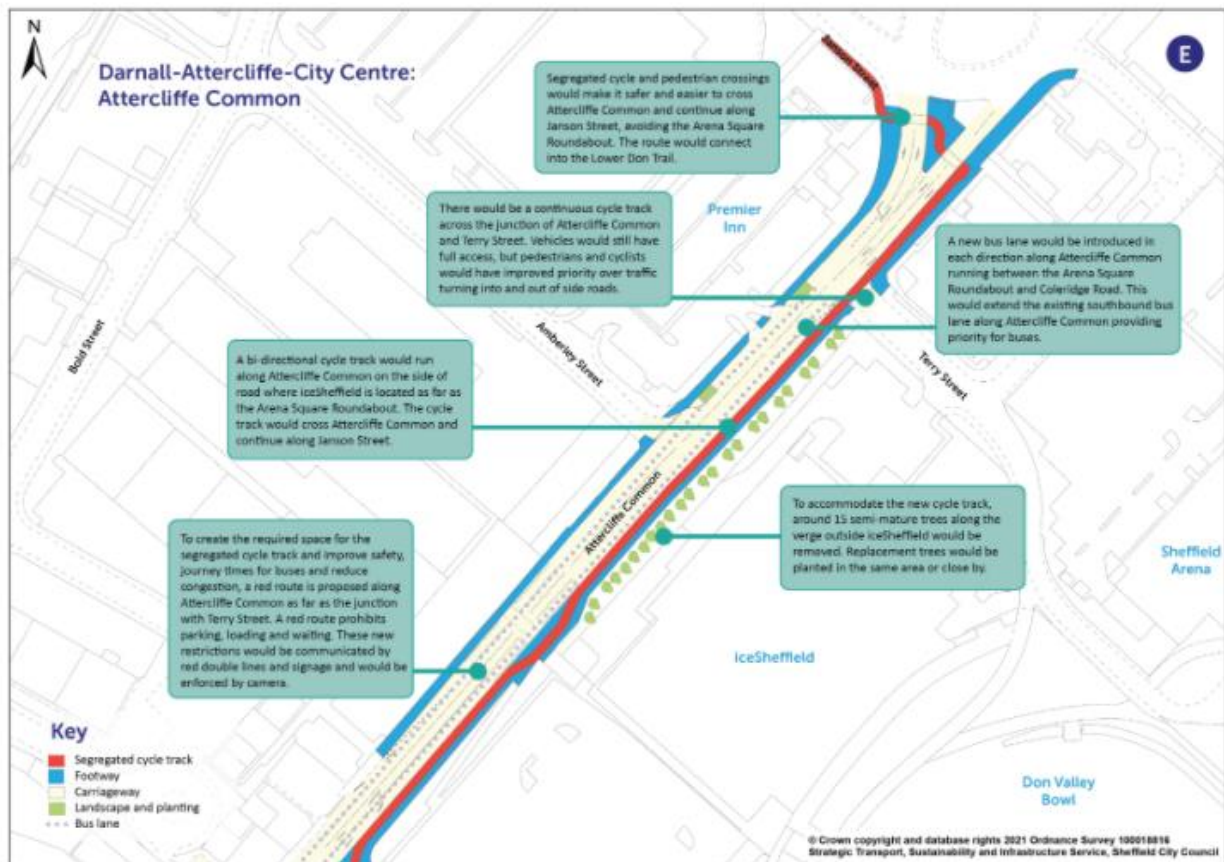 N
Darnall-Attercliffe-City Centre:
Attercliffe Common
E
Janson Street
Segregated cycle and pedestrian crossings
would make it safer and easier to cross
Attercliffe Common and continue along
Janson Street, avoiding the Arena Square
Roundabout. The route would connect
into the Lower Don Trail.
There would be a continuous cycle track
across the junction of Attercliffe Common
and Terry Street. Vehicles would still have
full access, but pedestrians and cyclists
would have improved priority over traffic
turning into and out of side roads.
Premier
Inn
A new bus lane would be introduced in
each direction along Attercliffe Common
running between the Arena Square
Roundabout and Coleridge Road. This
would extend the existing southbound bus
lane along Attercliffe Common providing
priority for buses.
Bold Street
Amberley Street
Terry Street
A bi-directional cycle track would run
along Attercliffe Common on the side of
road where iceSheffield is located as far as
the Arena Square Roundabout. The cycle
track would cross Attercliffe Common and
continue along Janson Street.
Attercliffe Common
To accommodate the new cycle track,
around 15 semi-mature trees along the
verge outside iceSheffield would be
removed. Replacement trees would be
planted in the same area or close by.
Sheffield
Arena
To create the required space for the
segregated cycle track and improve safety,
journey times for buses and reduce
congestion, a red route is proposed along
Attercliffe Common as far as the junction
with Terry Street. A red route prohibits
parking, loading and waiting. These new
restrictions would be communicated by
red double lines and signage and would be
enforced by camera.
iceSheffield
Key
Segregated cycle track
Footway
Carriageway
Landscape and planting
Bus lane
Don Valley
Bowl
© Crown copyright and database rights 2021 Ordnance Survey 100018816
Strategic Transport, Sustainability and Infrastructure Service, Sheffield City Council